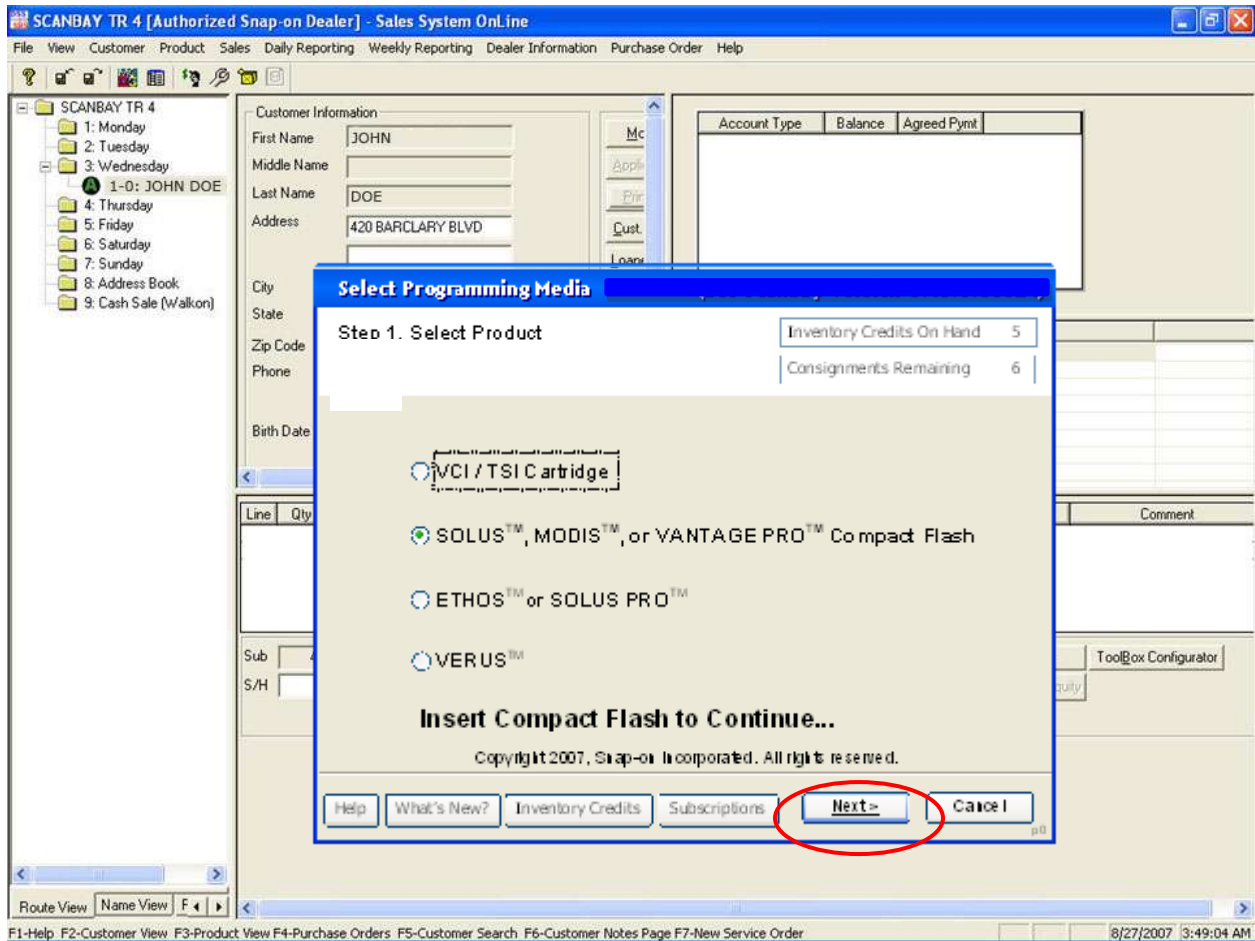 SCANBAY TR 4 [Authorized Snap-on Dealer] - Sales System OnLine
File View Customer Product Sales Daily Reporting Weekly Reporting Dealer Information Purchase Order Help
SCANBAY TR 4
1: Monday
2: Tuesday
3: Wednesday
1-0: JOHN DOE
4: Thursday
5: Friday
6: Saturday
7: Sunday
8: Address Book
9: Cash Sale (Walkon)
Customer Information
First Name JOHN
Middle Name
Last Name DOE
Address 420 BARCLARY BLVD
City
State
Zip Code
Phone
Birth Date
Cust.
Account Type Balance Agreed Pymt
Select Programming Media
Step 1. Select Product
Inventory Credits On Hand 5
Consignments Remaining 6
VCI / TSI Cartridge
SOLUS™, MODIS™, or VANTAGE PRO™ Compact Flash
ETHOS™ or SOLUS PRO™
VERUS™
Insert Compact Flash to Continue...
Copyright 2007, Snap-on Incorporated. All rights reserved.
Help What's New? Inventory Credits Subscriptions Next > Cancel
p0
Line Qty
Comment
Sub
S/H
ToolBox Configurator
Route View Name View
F1-Help F2-Customer View F3-Product View F4-Purchase Orders F5-Customer Search F6-Customer Notes Page F7-New Service Order
8/27/2007 3:49:04 AM